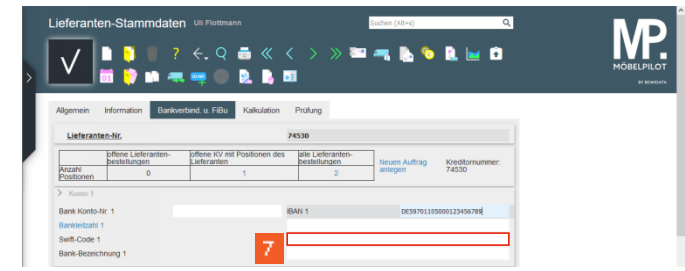 Lieferanten-Stammdaten Uli Flottmann
Suchen (Alt+s)
MP.
MÖBELPILOT
BY BEWIDATA
Allgemein Information Bankverbind. u. FiBu Kalkulation Prüfung
Lieferanten-Nr. 74530
offene Lieferanten-bestellungen
offene KV mit Positionen des Lieferanten
alle Lieferanten-bestellungen
Neuen Auftrag anlegen
Kreditornummer: 74530
Anzahl Positionen 0 1 2
Konto 1
Bank Konto-Nr. 1 IBAN 1 DE59701105000123456789
Bankleitzahl 1
Swift-Code 1
7
Bank-Bezeichnung 1